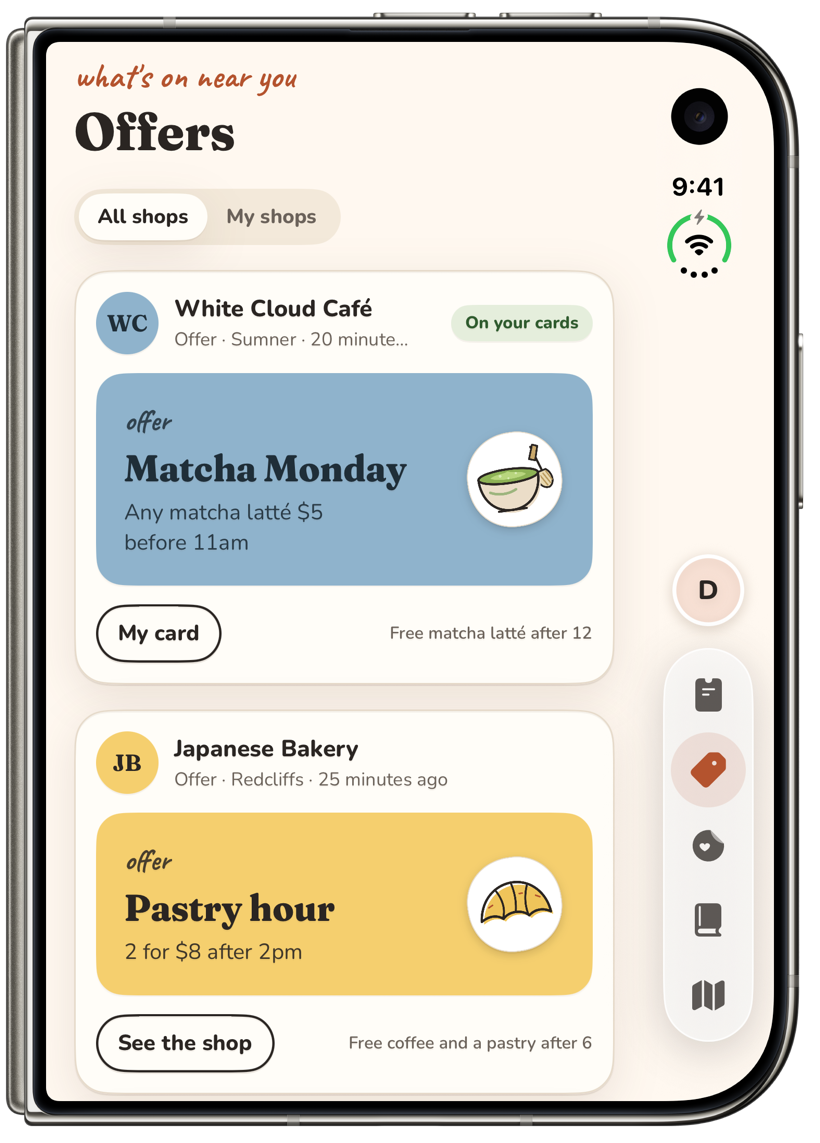 what's on near you
Offers
9:41
All shops
My shops
WC
White Cloud Café
Offer · Sumner · 20 minute...
On your cards
offer
Matcha Monday
Any matcha latté $5
before 11am
My card
Free matcha latté after 12
D
JB
Japanese Bakery
Offer · Redcliffs · 25 minutes ago
offer
Pastry hour
2 for $8 after 2pm
See the shop
Free coffee and a pastry after 6